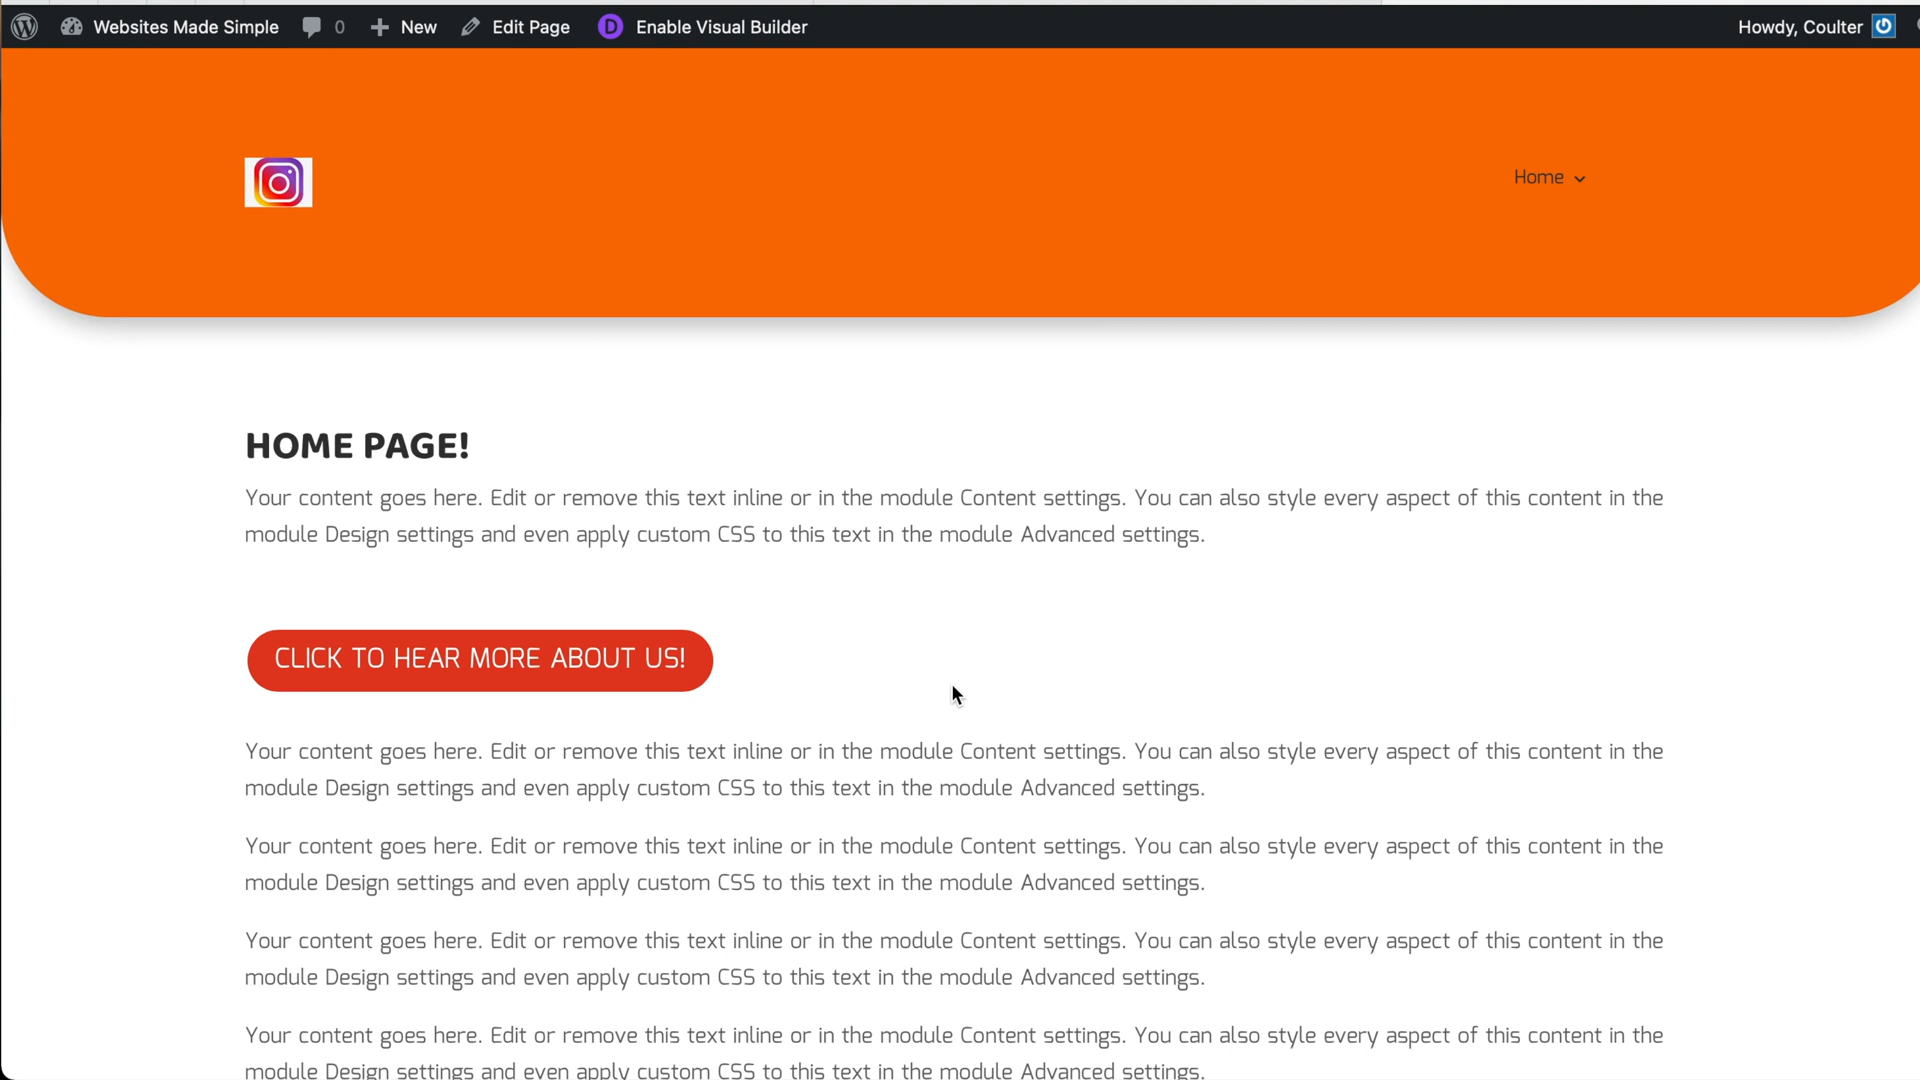 Websites Made Simple 0 New Edit Page D Enable Visual Builder Howdy, Coulter
Home
HOME PAGE!
Your content goes here. Edit or remove this text inline or in the module Content settings. You can also style every aspect of this content in the
module Design settings and even apply custom CSS to this text in the module Advanced settings.
CLICK TO HEAR MORE ABOUT US!
Your content goes here. Edit or remove this text inline or in the module Content settings. You can also style every aspect of this content in the
module Design settings and even apply custom CSS to this text in the module Advanced settings.
Your content goes here. Edit or remove this text inline or in the module Content settings. You can also style every aspect of this content in the
module Design settings and even apply custom CSS to this text in the module Advanced settings.
Your content goes here. Edit or remove this text inline or in the module Content settings. You can also style every aspect of this content in the
module Design settings and even apply custom CSS to this text in the module Advanced settings.
Your content goes here. Edit or remove this text inline or in the module Content settings. You can also style every aspect of this content in the
module Design settings and even apply custom CSS to this text in the module Advanced settings.